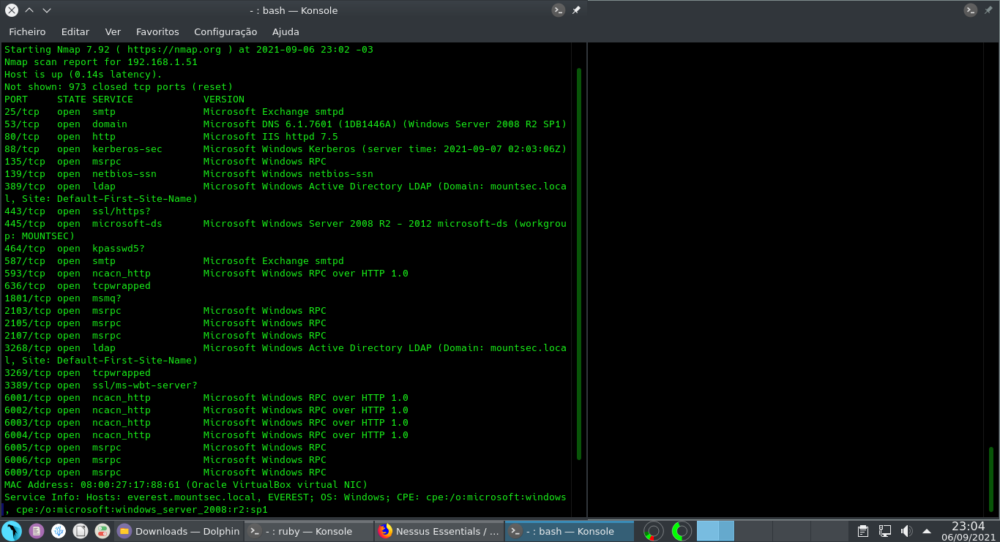 - : bash — Konsole
Ficheiro Editar Ver Favoritos Configuração Ajuda
Starting Nmap 7.92 ( https://nmap.org ) at 2021-09-06 23:02 -03
Nmap scan report for 192.168.1.51
Host is up (0.14s latency).
Not shown: 973 closed tcp ports (reset)
PORT     STATE SERVICE            VERSION
25/tcp   open  smtp               Microsoft Exchange smtpd
53/tcp   open  domain             Microsoft DNS 6.1.7601 (1DB1446A) (Windows Server 2008 R2 SP1)
80/tcp   open  http               Microsoft IIS httpd 7.5
88/tcp   open  kerberos-sec       Microsoft Windows Kerberos (server time: 2021-09-07 02:03:06Z)
135/tcp  open  msrpc              Microsoft Windows RPC
139/tcp  open  netbios-ssn        Microsoft Windows netbios-ssn
389/tcp  open  ldap               Microsoft Windows Active Directory LDAP (Domain: mountsec.loca
l, Site: Default-First-Site-Name)
443/tcp  open  ssl/https?
445/tcp  open  microsoft-ds       Microsoft Windows Server 2008 R2 - 2012 microsoft-ds (workgrou
p: MOUNTSEC)
464/tcp  open  kpasswd5?
587/tcp  open  smtp               Microsoft Exchange smtpd
593/tcp  open  ncacn_http         Microsoft Windows RPC over HTTP 1.0
636/tcp  open  tcpwrapped
1801/tcp open  msmq?
2103/tcp open  msrpc              Microsoft Windows RPC
2105/tcp open  msrpc              Microsoft Windows RPC
2107/tcp open  msrpc              Microsoft Windows RPC
3268/tcp open  ldap               Microsoft Windows Active Directory LDAP (Domain: mountsec.loca
l, Site: Default-First-Site-Name)
3269/tcp open  tcpwrapped
3389/tcp open  ssl/ms-wbt-server?
6001/tcp open  ncacn_http         Microsoft Windows RPC over HTTP 1.0
6002/tcp open  ncacn_http         Microsoft Windows RPC over HTTP 1.0
6003/tcp open  ncacn_http         Microsoft Windows RPC over HTTP 1.0
6004/tcp open  ncacn_http         Microsoft Windows RPC over HTTP 1.0
6005/tcp open  msrpc              Microsoft Windows RPC
6006/tcp open  msrpc              Microsoft Windows RPC
6009/tcp open  msrpc              Microsoft Windows RPC
MAC Address: 08:00:27:17:88:61 (Oracle VirtualBox virtual NIC)
Service Info: Hosts: everest.mountsec.local, EVEREST; OS: Windows; CPE: cpe:/o:microsoft:windows
, cpe:/o:microsoft:windows_server_2008:r2:sp1
Downloads — Dolphin
- : ruby — Konsole
Nessus Essentials / ...
- : bash — Konsole
23:04
06/09/2021